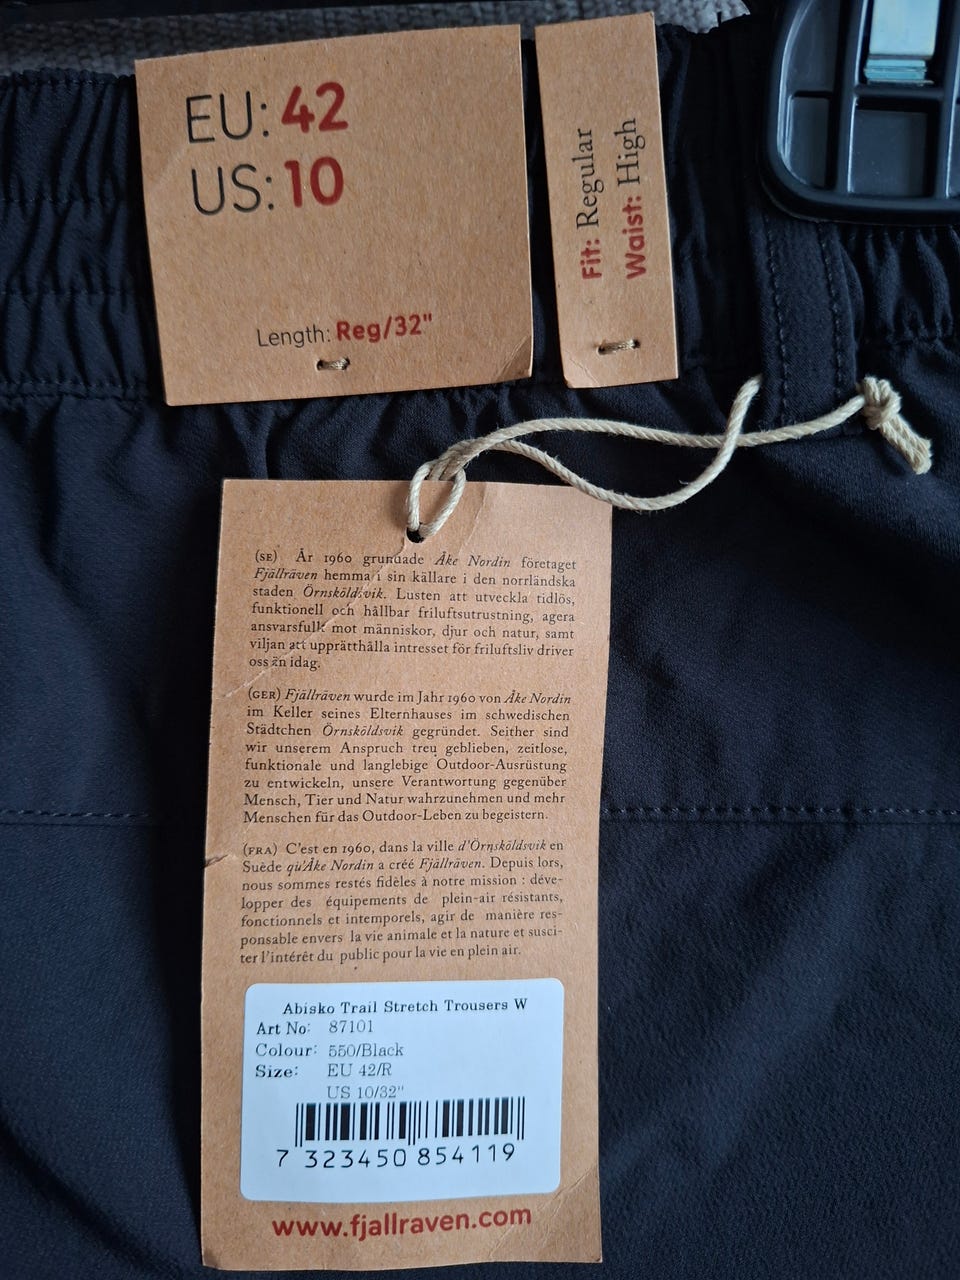 EU: 42
US: 10
Length: Reg/32"
Fit: Regular
Waist: High
(SE) År 1960 grundade Åke Nordin företaget
Fjällräven hemma i sin källare i den norrländska
staden Örnsköldsvik. Lusten att utveckla tidlös,
funktionell och hållbar friluftsutrustning, agera
ansvarsfullt mot människor, djur och natur, samt
viljan att upprätthålla intresset för friluftsliv driver
oss än idag.
(GER) Fjällräven wurde im Jahr 1960 von Åke Nordin
im Keller seines Elternhauses im schwedischen
Städtchen Örnsköldsvik gegründet. Seither sind
wir unserem Anspruch treu geblieben, zeitlose,
funktionale und langlebige Outdoor-Ausrüstung
zu entwickeln, unsere Verantwortung gegenüber
Mensch, Tier und Natur wahrzunehmen und mehr
Menschen für das Outdoor-Leben zu begeistern.
(FRA) C'est en 1960, dans la ville d'Örnsköldsvik en
Suède qu'Åke Nordin a créé Fjällräven. Depuis lors,
nous sommes restés fidèles à notre mission : déve-
lopper des équipements de plein-air résistants,
fonctionnels et intemporels, agir de manière res-
ponsable envers la vie animale et la nature et susci-
ter l'intérêt du public pour la vie en plein air.
Abisko Trail Stretch Trousers W
Art No: 87101
Colour: 550/Black
Size: EU 42/R
US 10/32"
7 323450 854119
www.fjallraven.com